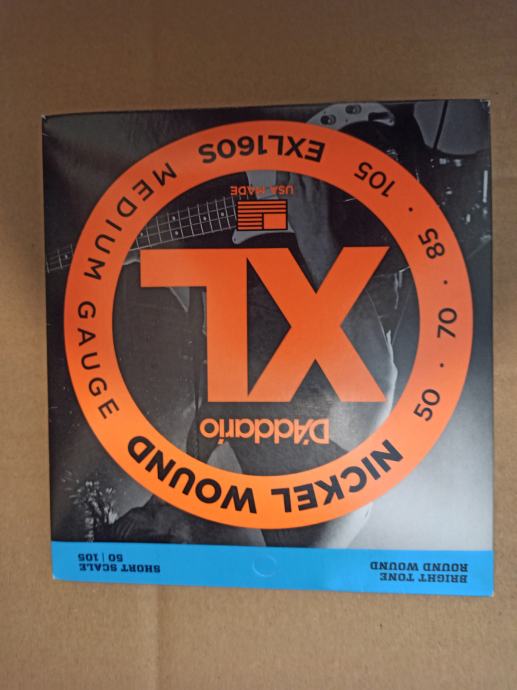 BRIGHT TONE
ROUND WOUND
SHORT SCALE
50 | 105
NICKEL WOUND
D'Addario
XL
USA MADE
50 · 70 · 85 · 105
EXL160S
MEDIUM GAUGE